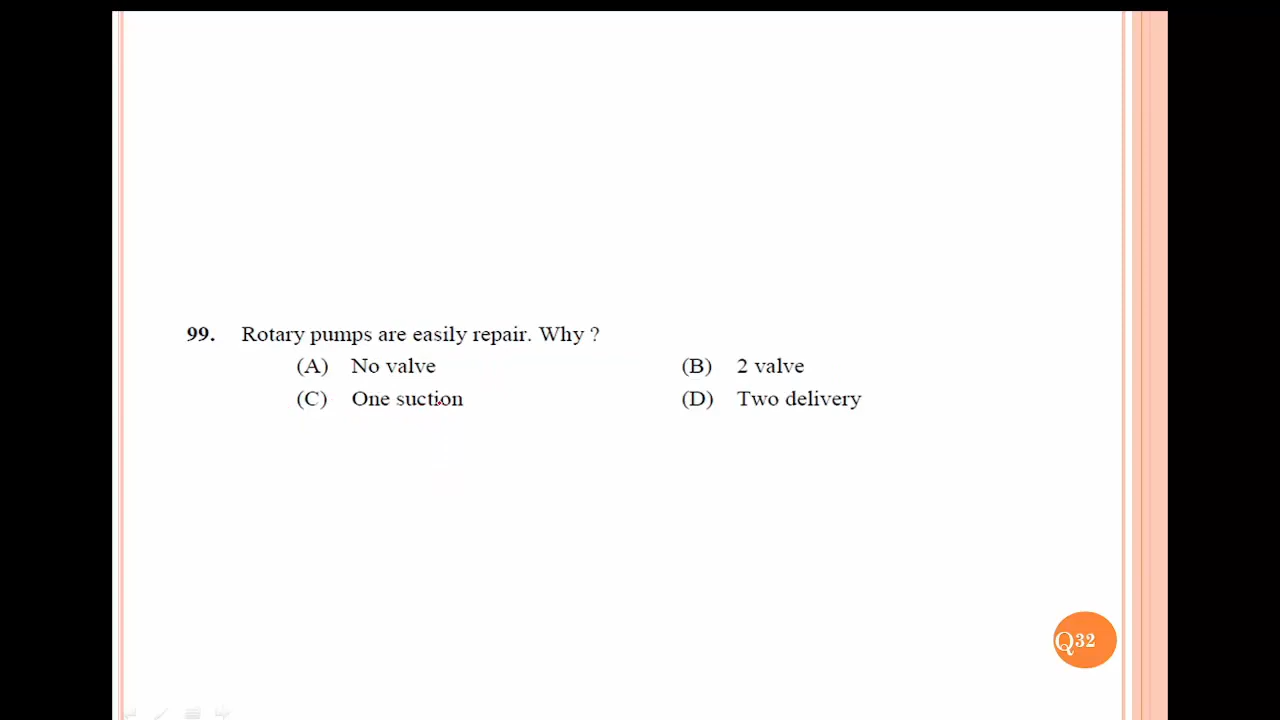 99. Rotary pumps are easily repair. Why ?
(A) No valve (B) 2 valve
(C) One suction (D) Two delivery
Q32